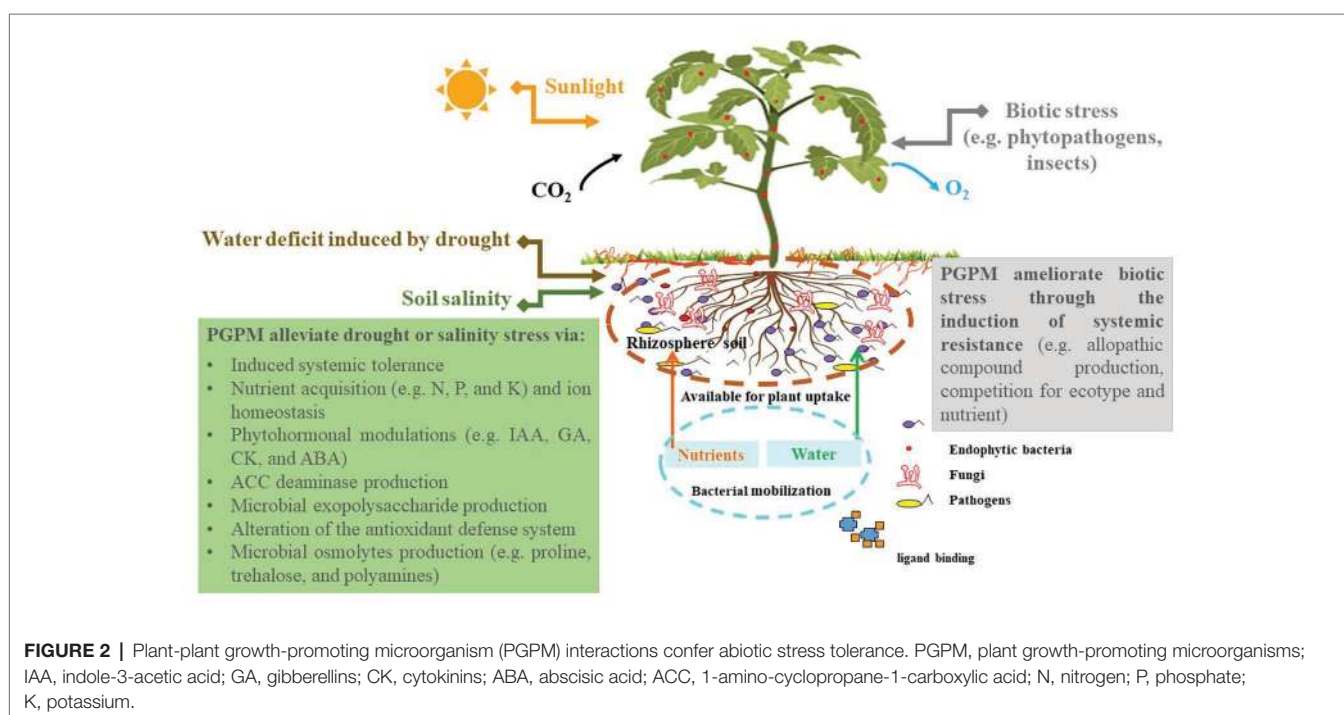 Sunlight
Biotic stress
(e.g. phytopathogens,
insects)
CO₂
O₂
Water deficit induced by drought
Soil salinity
PGPM alleviate drought or salinity stress via:
• Induced systemic tolerance
• Nutrient acquisition (e.g. N, P, and K) and ion
homeostasis
• Phytohormonal modulations (e.g. IAA, GA,
CK, and ABA)
• ACC deaminase production
• Microbial exopolysaccharide production
• Alteration of the antioxidant defense system
• Microbial osmolytes production (e.g. proline,
trehalose, and polyamines)
Rhizosphere soil
Available for plant uptake
Nutrients
Water
Bacterial mobilization
PGPM ameliorate biotic
stress through the
induction of systemic
resistance (e.g. allopathic
compound production,
competition for ecotype and
nutrient)
Endophytic bacteria
Fungi
Pathogens
ligand binding
FIGURE 2 | Plant-plant growth-promoting microorganism (PGPM) interactions confer abiotic stress tolerance. PGPM, plant growth-promoting microorganisms;
IAA, indole-3-acetic acid; GA, gibberellins; CK, cytokinins; ABA, abscisic acid; ACC, 1-amino-cyclopropane-1-carboxylic acid; N, nitrogen; P, phosphate;
K, potassium.